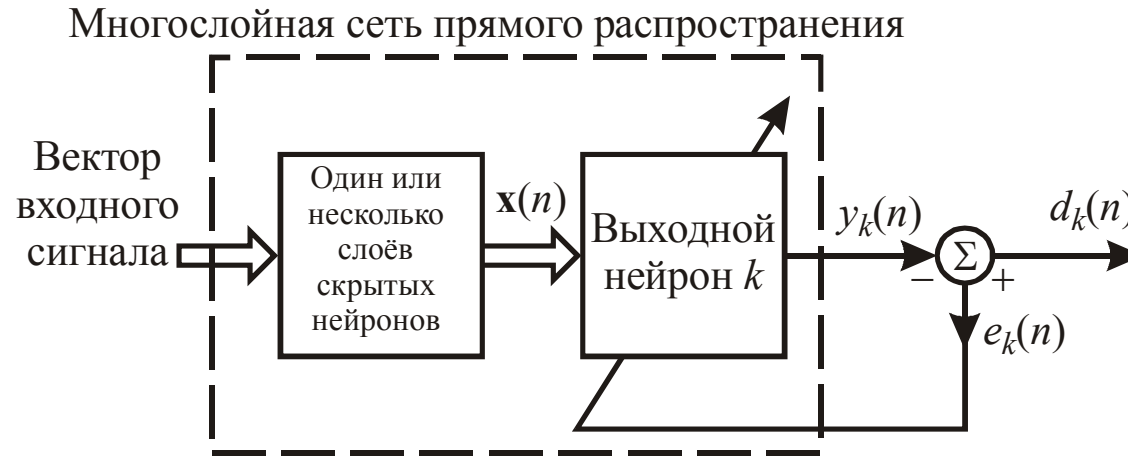 Многослойная сеть прямого распространения
Вектор
входного
сигнала
Один или
несколько
слоёв
скрытых
нейронов
x(n)
Выходной
нейрон k
yₖ(n)
Σ
− +
dₖ(n)
eₖ(n)